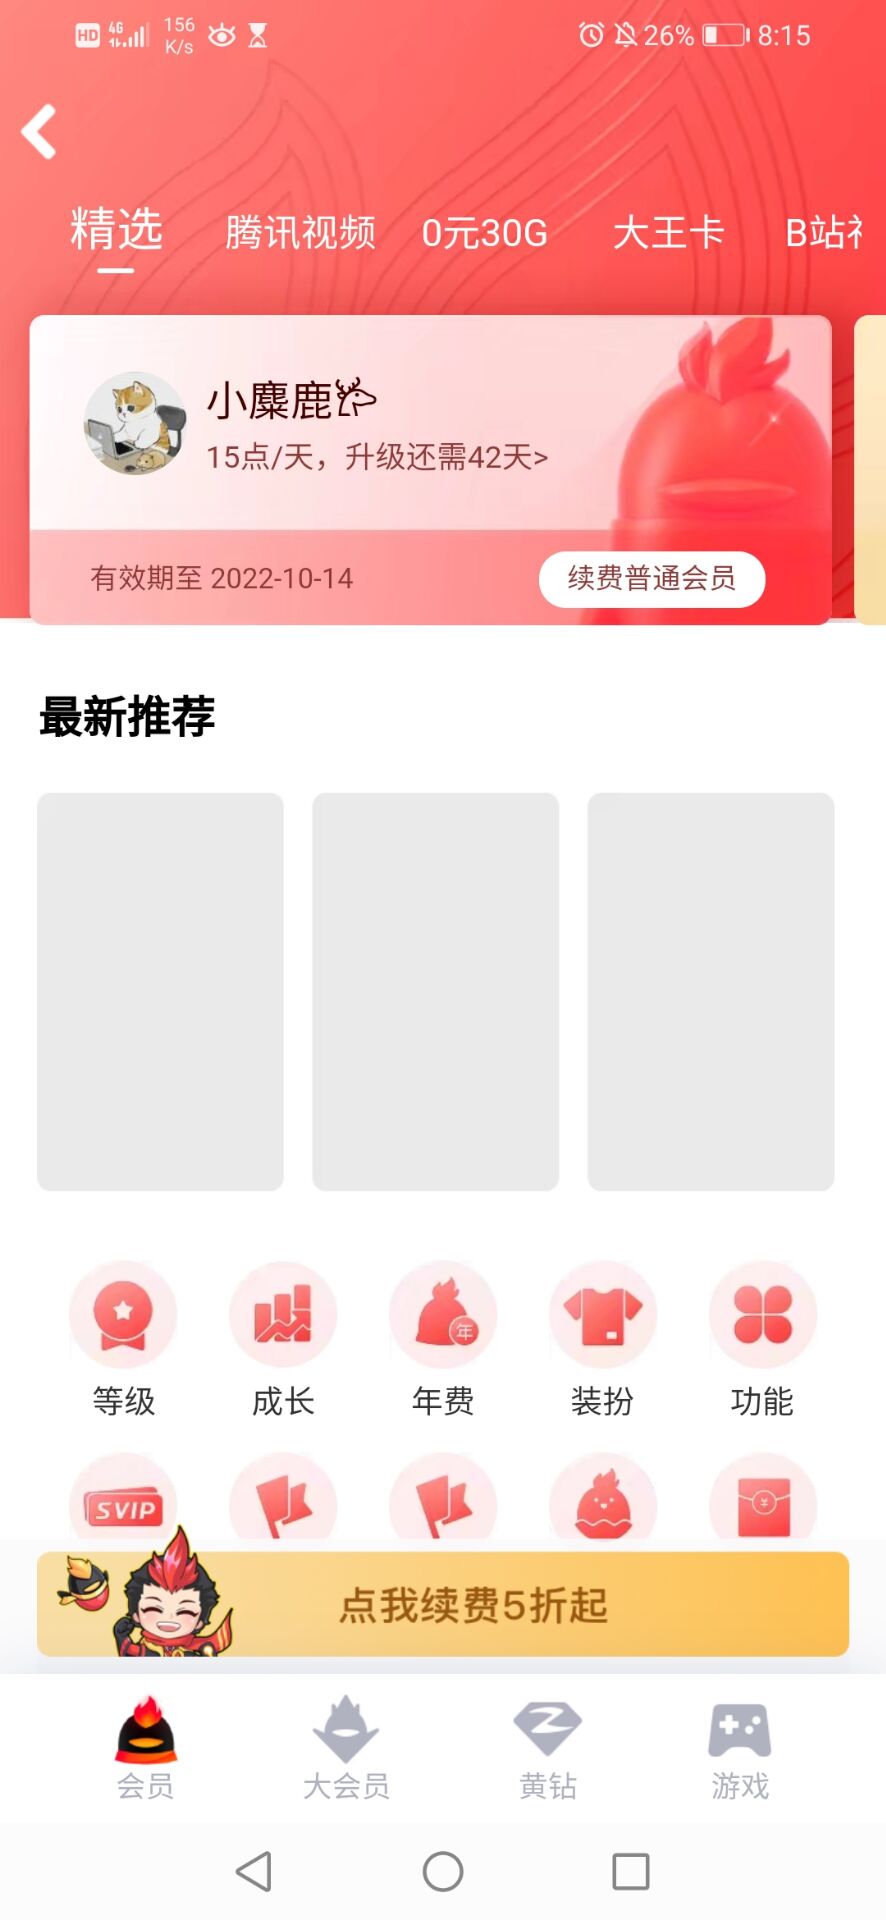 HD 4G 156 K/s 26% 8:15
精选 腾讯视频 0元30G 大王卡 B站
小麋鹿
15点/天，升级还需42天>
有效期至 2022-10-14 续费普通会员
最新推荐
年
等级 成长 年费 装扮 功能
SVIP ¥
点我续费5折起
会员 大会员 黄钻 游戏